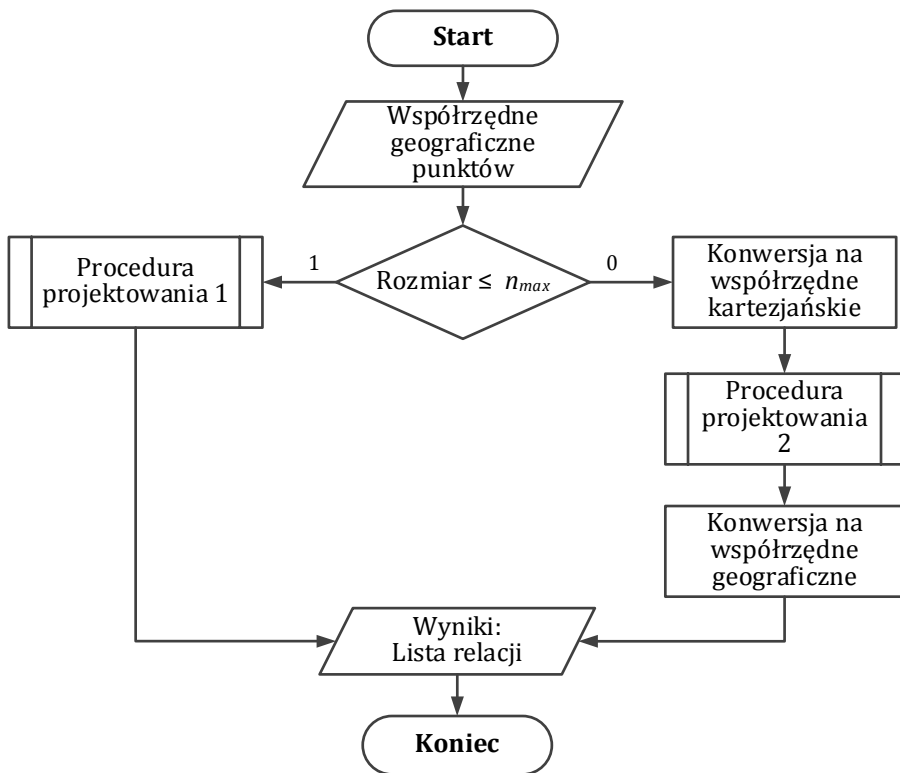 Start
Współrzędne
geograficzne
punktów
Procedura
projektowania 1
1
Rozmiar ≤ nmax
0
Konwersja na
współrzędne
kartezjańskie
Procedura
projektowania
2
Konwersja na
współrzędne
geograficzne
Wyniki:
Lista relacji
Koniec